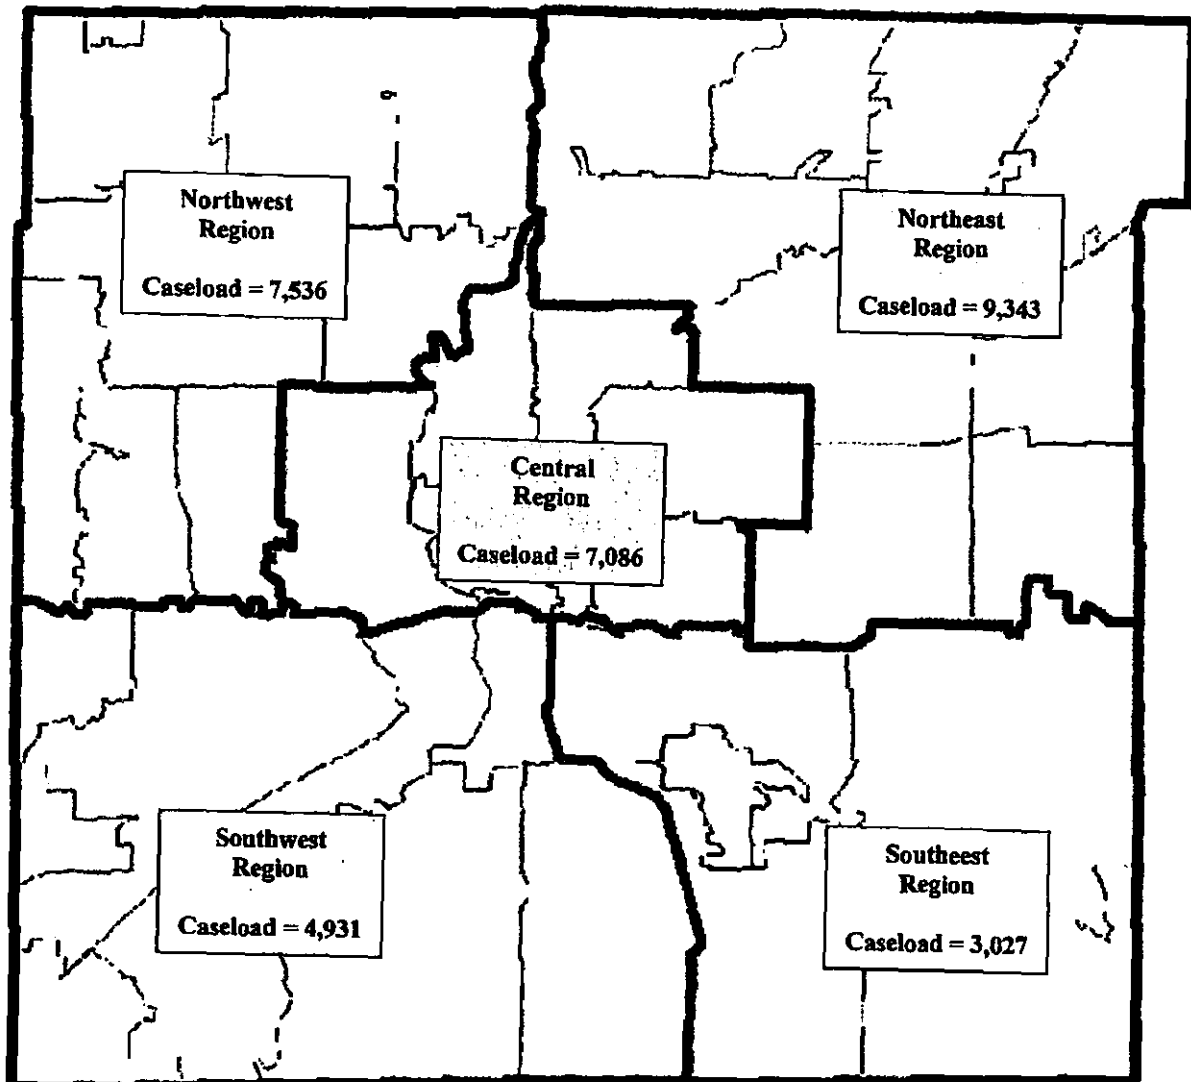 Northwest
Region
Caseload = 7,536
Northeast
Region
Caseload = 9,343
Central
Region
Caseload = 7,086
Southwest
Region
Caseload = 4,931
Southeest
Region
Caseload = 3,027